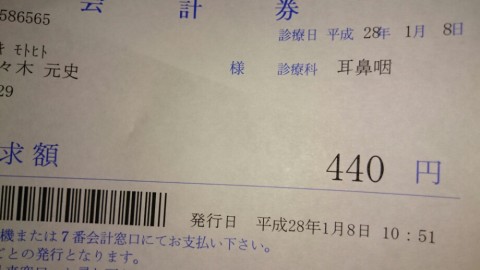 会計券
586565
診療日 平成 28年 1月 8日
ｷ ﾓﾄﾋﾄ
々木 元史 様 診療科 耳鼻咽
29
求額 440 円
発行日 平成28年1月8日 10:51
機または7番会計窓口にてお支払い下さい。
ごとの発行となります。